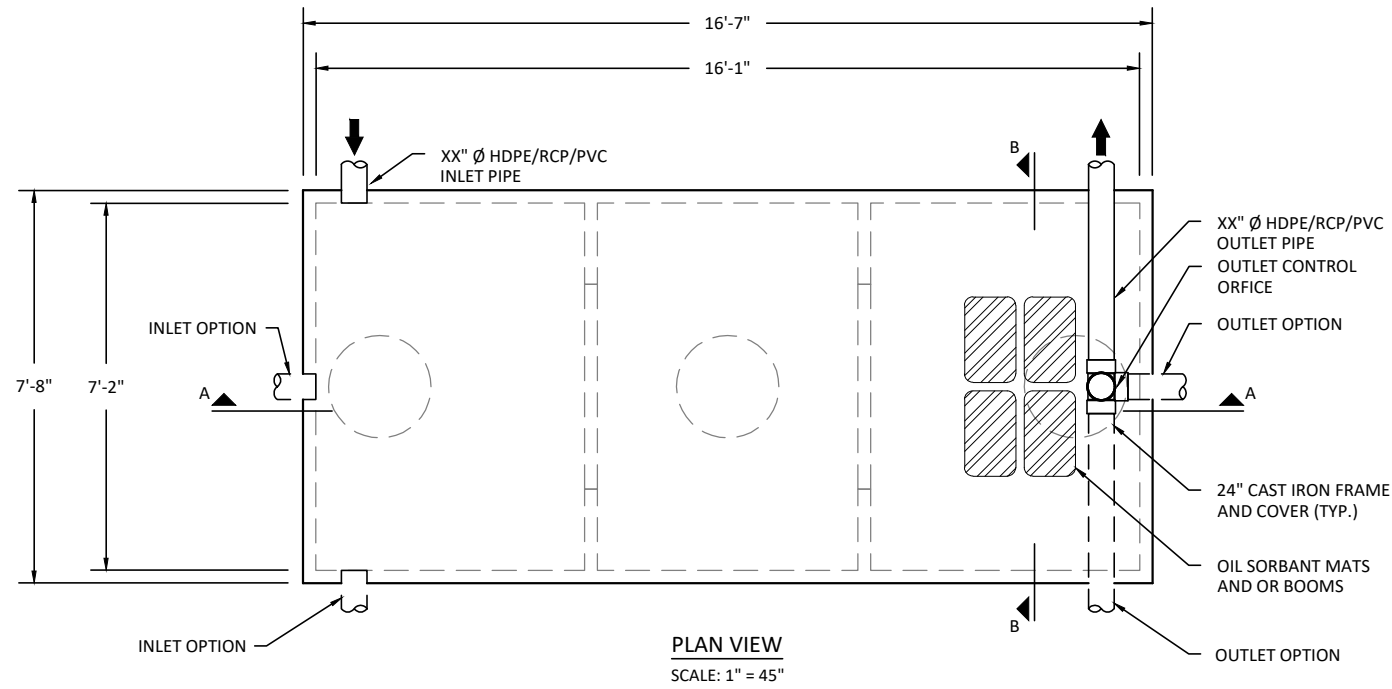 16'-7"
16'-1"
XX" Ø HDPE/RCP/PVC
INLET PIPE
B
XX" Ø HDPE/RCP/PVC
OUTLET PIPE
OUTLET CONTROL
ORFICE
INLET OPTION
OUTLET OPTION
7'-8"
7'-2"
A
A
24" CAST IRON FRAME
AND COVER (TYP.)
OIL SORBANT MATS
AND OR BOOMS
B
INLET OPTION
OUTLET OPTION
PLAN VIEW
SCALE: 1" = 45"